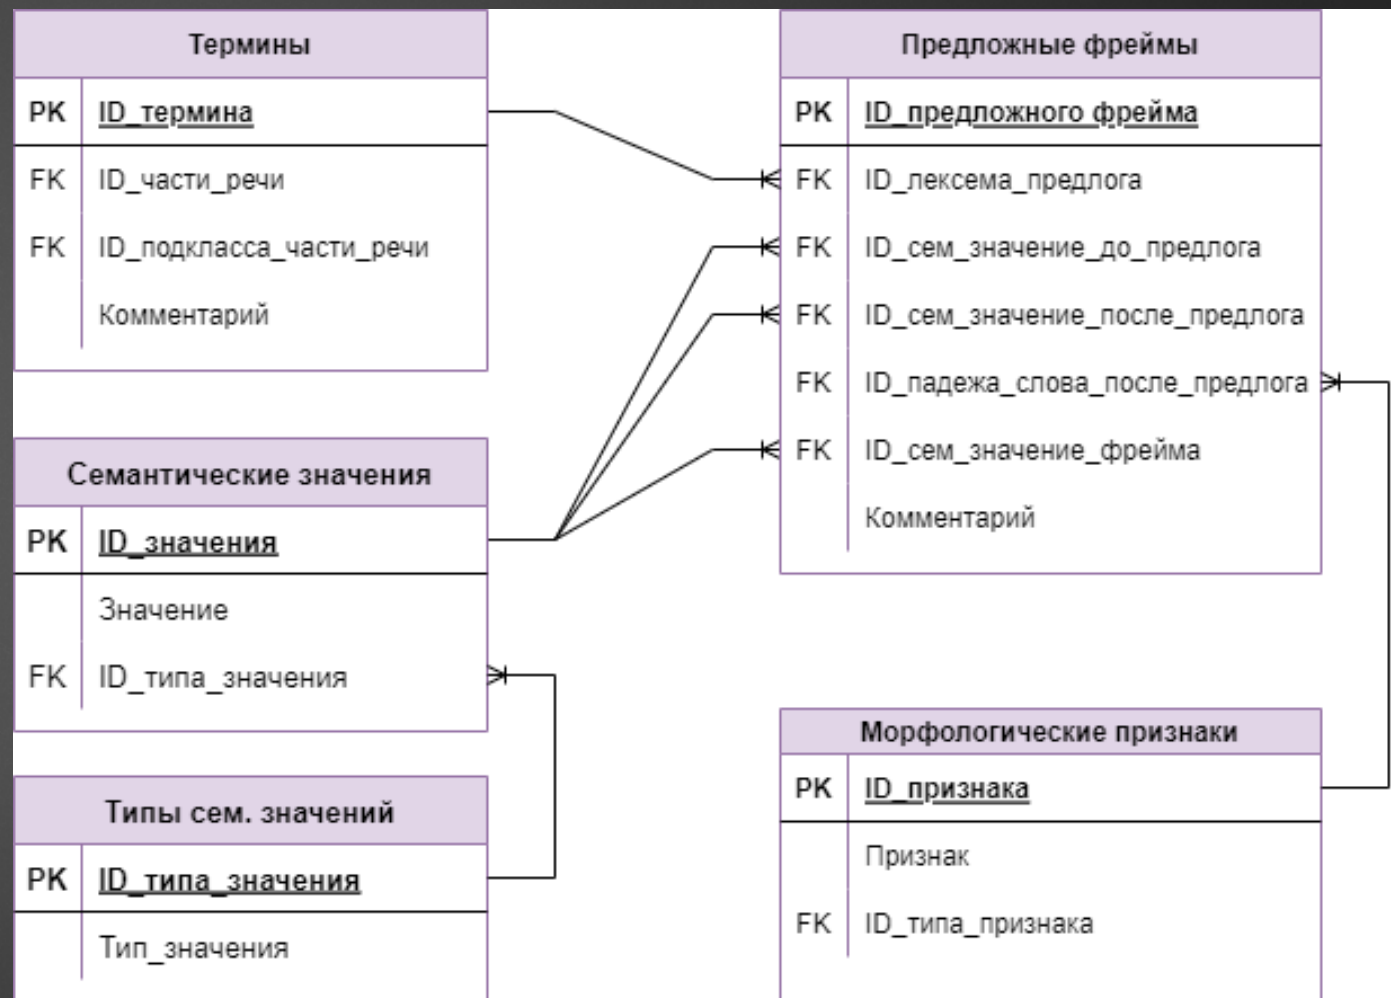 Термины
PK ID_термина
FK ID_части_речи
FK ID_подкласса_части_речи
Комментарий
Семантические значения
PK ID_значения
Значение
FK ID_типа_значения
Типы сем. значений
PK ID_типа_значения
Тип_значения
Предложные фреймы
PK ID_предложного фрейма
FK ID_лексема_предлога
FK ID_сем_значение_до_предлога
FK ID_сем_значение_после_предлога
FK ID_падежа_слова_после_предлога
FK ID_сем_значение_фрейма
Комментарий
Морфологические признаки
PK ID_признака
Признак
FK ID_типа_признака